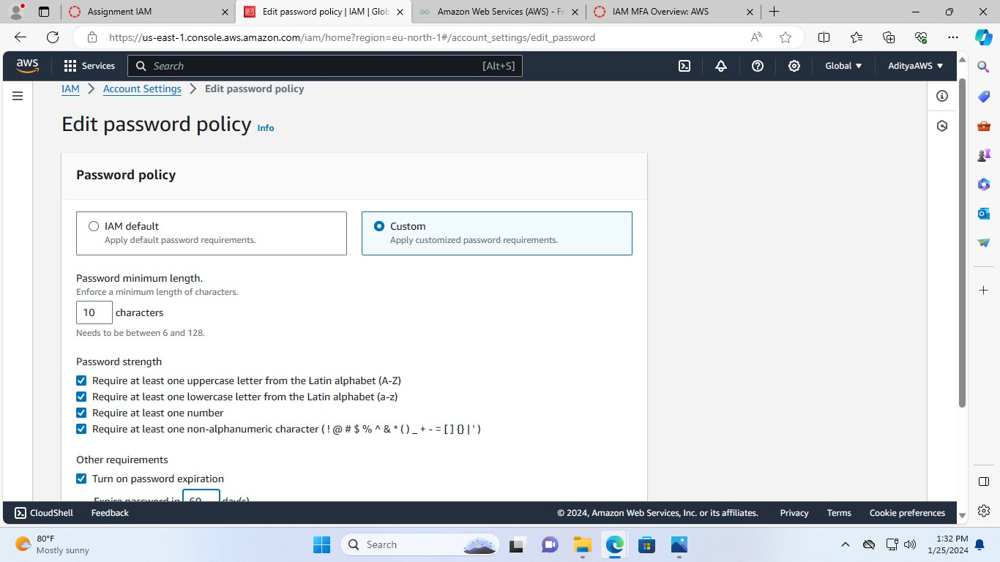 Assignment IAM
Edit password policy | IAM | Glob
Amazon Web Services (AWS) - Fr
IAM MFA Overview: AWS
https://us-east-1.console.aws.amazon.com/iam/home?region=eu-north-1#/account_settings/edit_password
aws
Services
Search
[Alt+S]
Global
AdityaAWS
IAM
Account Settings
Edit password policy
Edit password policy Info
Password policy
IAM default
Apply default password requirements.
Custom
Apply customized password requirements.
Password minimum length.
Enforce a minimum length of characters.
10 characters
Needs to be between 6 and 128.
Password strength
Require at least one uppercase letter from the Latin alphabet (A-Z)
Require at least one lowercase letter from the Latin alphabet (a-z)
Require at least one number
Require at least one non-alphanumeric character ( ! @ # $ % ^ & * ( ) _ + - = [ ] {} | ' )
Other requirements
Turn on password expiration
Expire password in 60 day(s)
CloudShell
Feedback
© 2024, Amazon Web Services, Inc. or its affiliates.
Privacy
Terms
Cookie preferences
80°F
Mostly sunny
Search
1:32 PM
1/25/2024